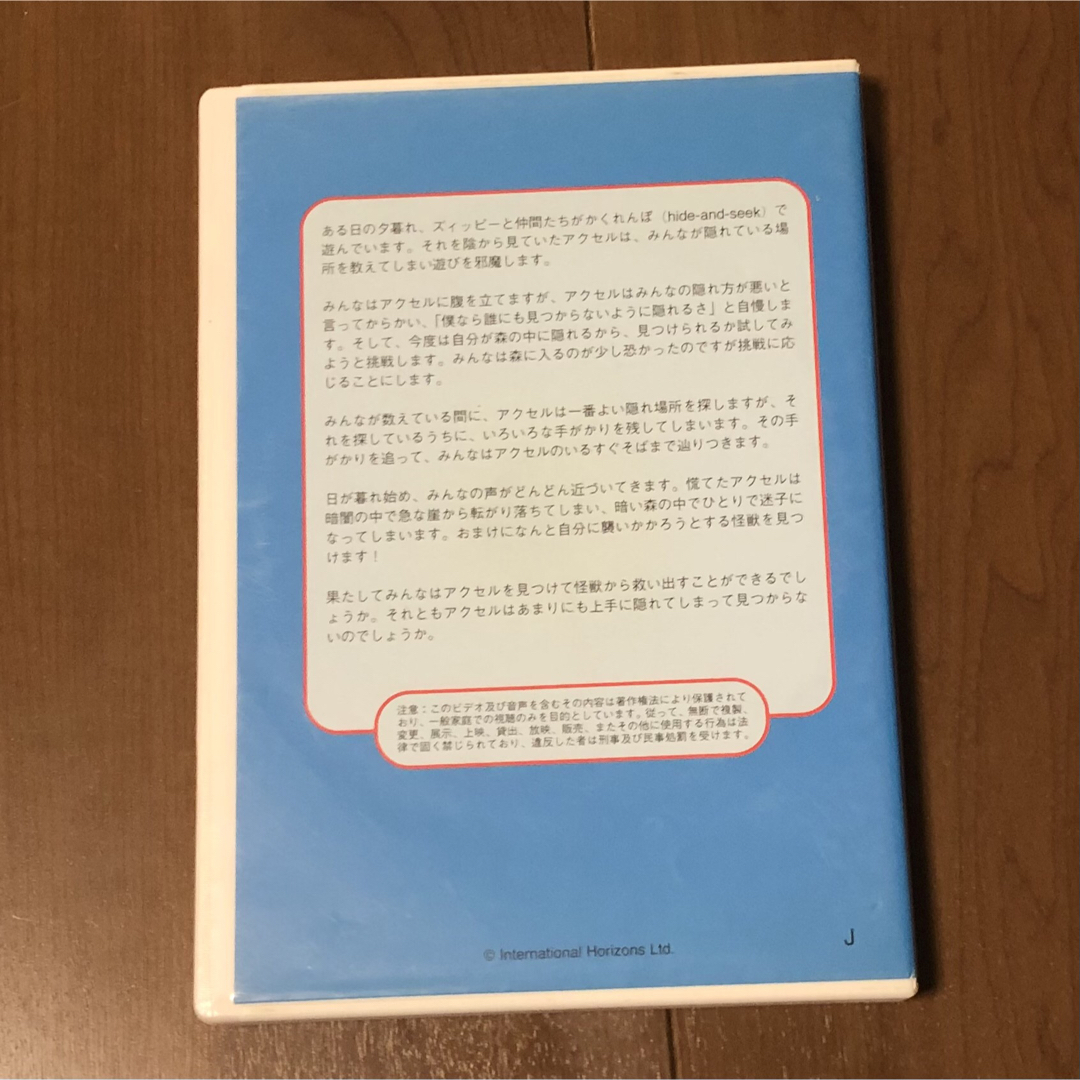 ある日の夕暮れ、ズィッピーと仲間たちがかくれんぼ（hide-and-seek）で
遊んでいます。それを陰から見ていたアクセルは、みんなが隠れている場
所を教えてしまい遊びを邪魔します。
みんなはアクセルに腹を立てますが、アクセルはみんなの隠れ方が悪いと
言ってからかい、「僕なら誰にも見つからないように隠れるさ」と自慢しま
す。そして、今度は自分が森の中に隠れるから、見つけられるか試してみ
ようと挑戦します。みんなは森に入るのが少し恐かったのですが挑戦に応
じることにします。
みんなが数えている間に、アクセルは一番よい隠れ場所を探しますが、そ
れを探しているうちに、いろいろな手がかりを残してしまいます。その手
がかりを追って、みんなはアクセルのいるすぐそばまで辿りつきます。
日が暮れ始め、みんなの声がどんどん近づいてきます。慌てたアクセルは
暗闇の中で急な崖から転がり落ちてしまい、暗い森の中でひとりで迷子に
なってしまいます。おまけになんと自分に襲いかかろうとする怪獣を見つ
けます！
果たしてみんなはアクセルを見つけて怪獣から救い出すことができるでし
ょうか。それともアクセルはあまりにも上手に隠れてしまって見つからな
いのでしょうか。
注意：このビデオ及び音声を含むその内容は著作権法により保護されて
おり、一般家庭での視聴のみを目的としています。従って、無断で複製、
変更、展示、上映、貸出、放映、販売、またその他に使用する行為は法
律で固く禁じられており、違反した者は刑事及び民事処罰を受けます。
© International Horizons Ltd.
J